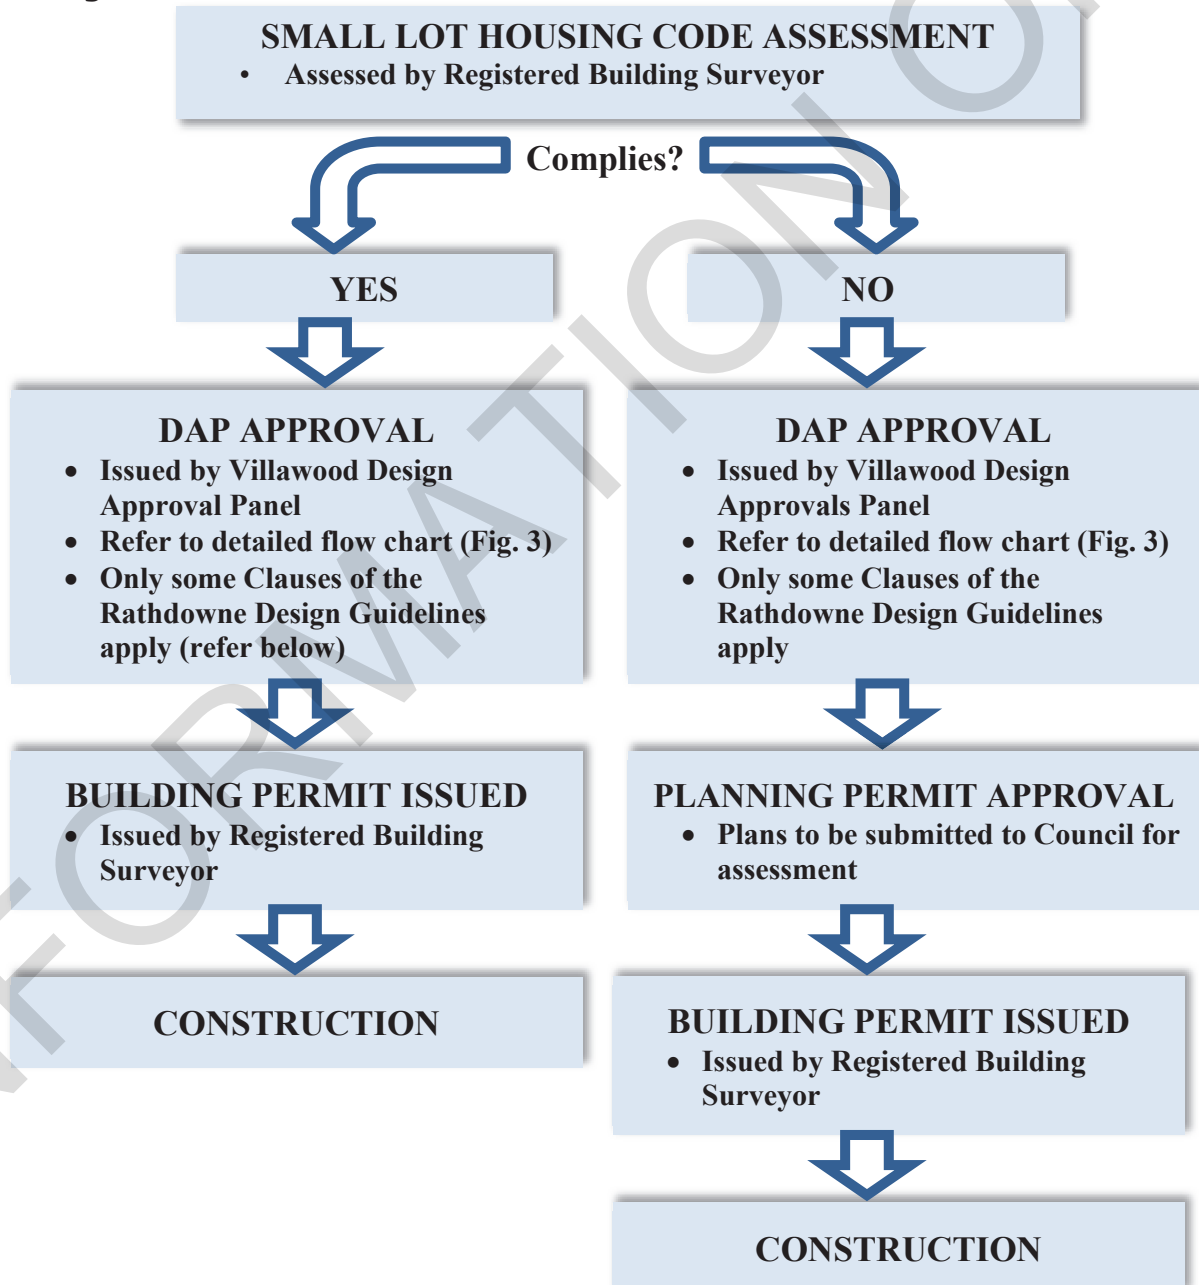 SMALL LOT HOUSING CODE ASSESSMENT
• Assessed by Registered Building Surveyor
Complies?
YES
NO
DAP APPROVAL
• Issued by Villawood Design
Approval Panel
• Refer to detailed flow chart (Fig. 3)
• Only some Clauses of the
Rathdowne Design Guidelines
apply (refer below)
DAP APPROVAL
• Issued by Villawood Design
Approvals Panel
• Refer to detailed flow chart (Fig. 3)
• Only some Clauses of the
Rathdowne Design Guidelines
apply
BUILDING PERMIT ISSUED
• Issued by Registered Building
Surveyor
PLANNING PERMIT APPROVAL
• Plans to be submitted to Council for
assessment
CONSTRUCTION
BUILDING PERMIT ISSUED
• Issued by Registered Building
Surveyor
CONSTRUCTION